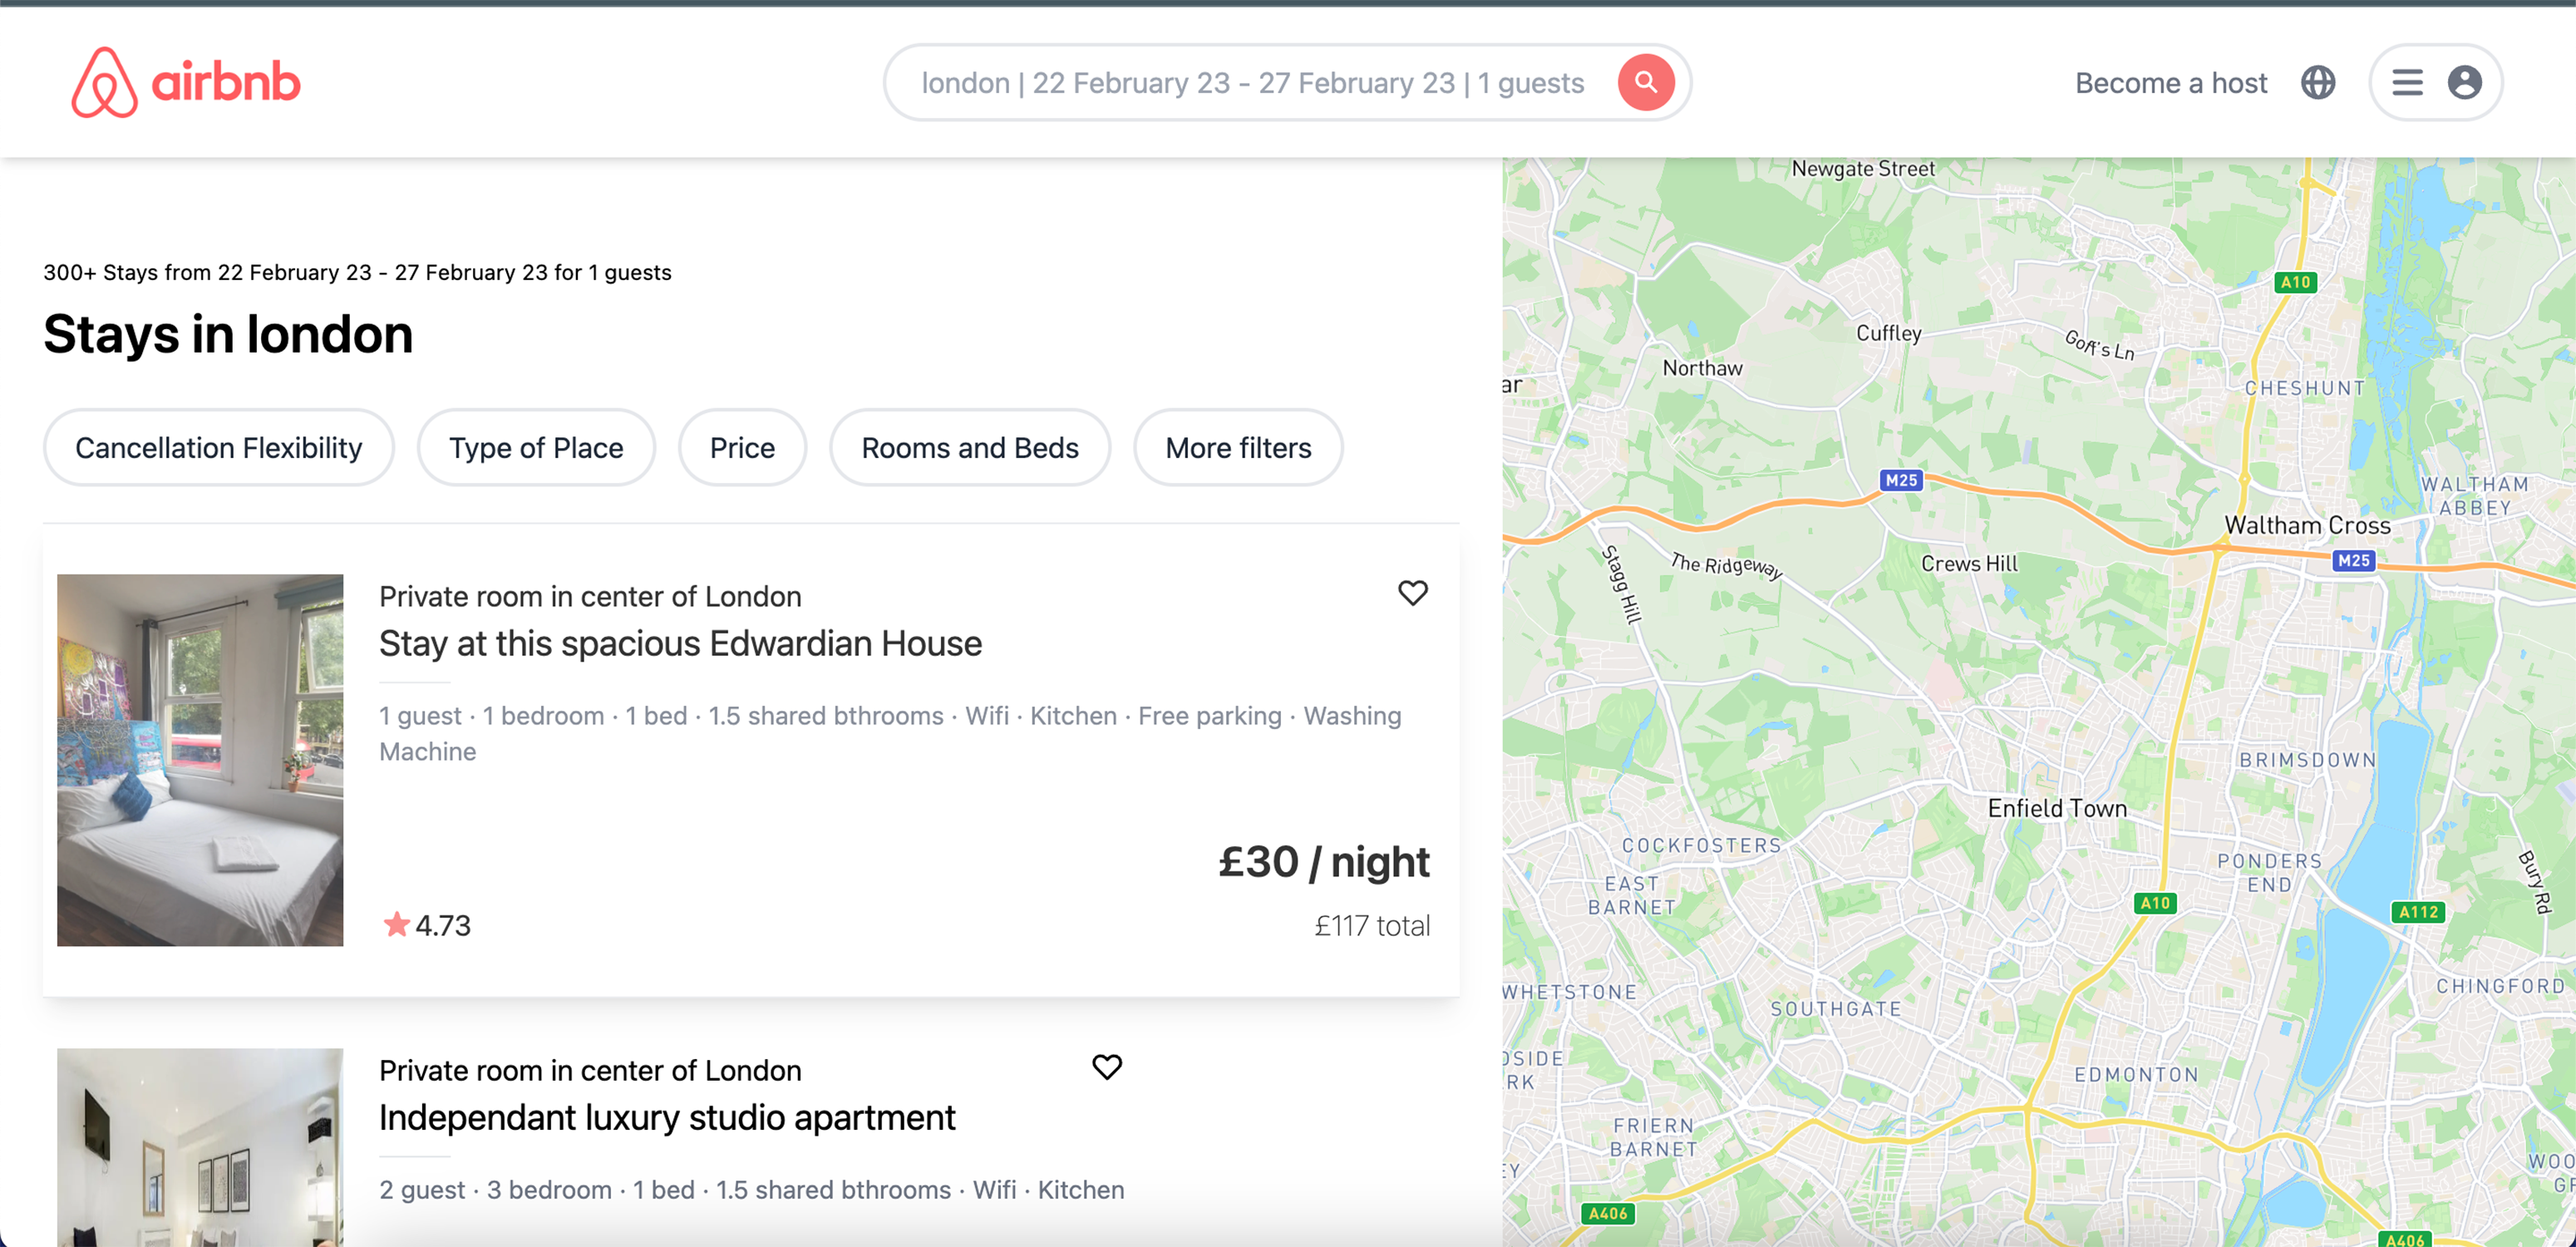 airbnb
london | 22 February 23 - 27 February 23 | 1 guests
Become a host
300+ Stays from 22 February 23 - 27 February 23 for 1 guests
Stays in london
Cancellation Flexibility
Type of Place
Price
Rooms and Beds
More filters
Private room in center of London
Stay at this spacious Edwardian House
1 guest · 1 bedroom · 1 bed · 1.5 shared bthrooms · Wifi · Kitchen · Free parking · Washing
Machine
£30 / night
4.73
£117 total
Private room in center of London
Independant luxury studio apartment
2 guest · 3 bedroom · 1 bed · 1.5 shared bthrooms · Wifi · Kitchen
Newgate Street
A10
Cuffley
Goff's Ln
Northaw
ar
CHESHUNT
M25
WALTHAM
ABBEY
Waltham Cross
M25
Stagg Hill
The Ridgeway
Crews Hill
BRIMSDOWN
Enfield Town
COCKFOSTERS
PONDERS
END
Bury Rd
EAST
BARNET
A10
A112
WHETSTONE
CHINGFORD
SOUTHGATE
DSIDE
RK
EDMONTON
FRIERN
BARNET
EY
WOO
GR
A406
A406